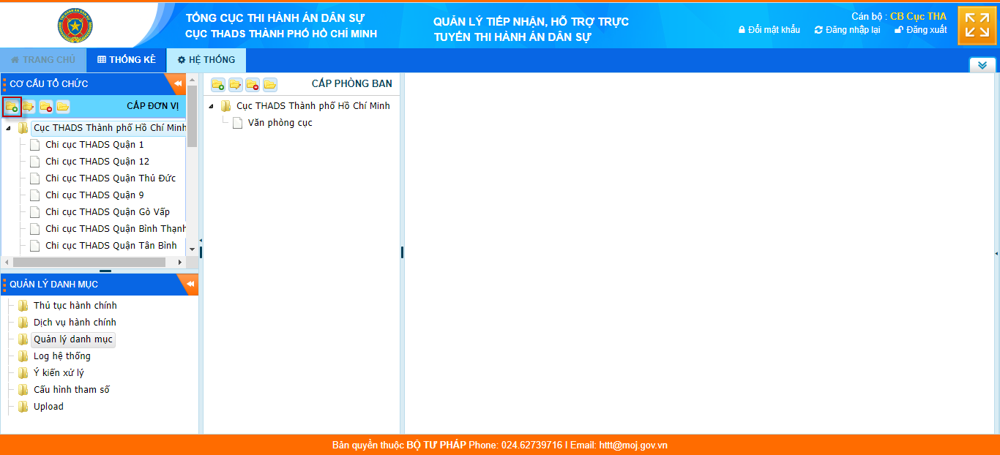 TỔNG CỤC THI HÀNH ÁN DÂN SỰ
CỤC THADS THÀNH PHỐ HỒ CHÍ MINH
QUẢN LÝ TIẾP NHẬN, HỖ TRỢ TRỰC
TUYẾN THI HÀNH ÁN DÂN SỰ
Cán bộ : CB Cục THA
Đổi mật khẩu Đăng nhập lại Đăng xuất
TRANG CHỦ THỐNG KÊ HỆ THỐNG
CƠ CẤU TỔ CHỨC
CẤP ĐƠN VỊ
Cục THADS Thành phố Hồ Chí Minh
Chi cục THADS Quận 1
Chi cục THADS Quận 12
Chi cục THADS Quận Thủ Đức
Chi cục THADS Quận 9
Chi cục THADS Quận Gò Vấp
Chi cục THADS Quận Bình Thạnh
Chi cục THADS Quận Tân Bình
QUẢN LÝ DANH MỤC
Thủ tục hành chính
Dịch vụ hành chính
Quản lý danh mục
Log hệ thống
Ý kiến xử lý
Cấu hình tham số
Upload
CẤP PHÒNG BAN
Cục THADS Thành phố Hồ Chí Minh
Văn phòng cục
Bản quyền thuộc BỘ TƯ PHÁP Phone: 024.62739716 I Email: httt@moj.gov.vn